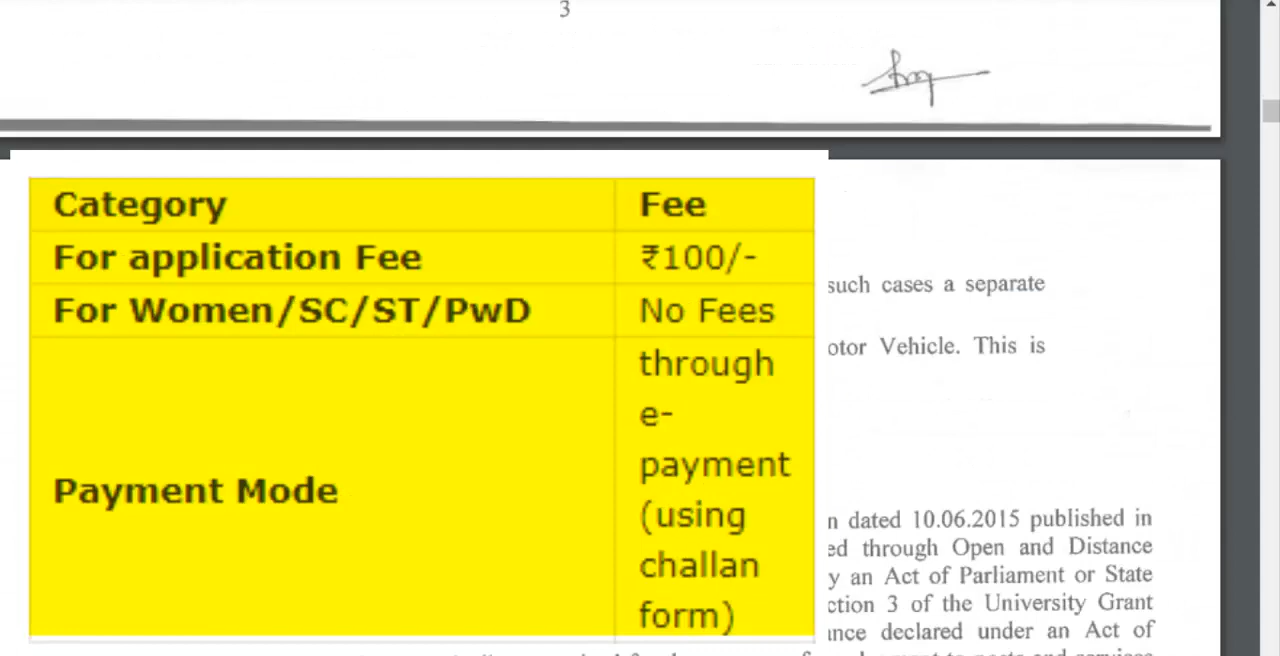 3
Category Fee
For application Fee ₹100/-
such cases a separate
For Women/SC/ST/PwD No Fees
otor Vehicle. This is
Payment Mode through
e-
payment
(using
challan
form)
n dated 10.06.2015 published in
ed through Open and Distance
y an Act of Parliament or State
ction 3 of the University Grant
ance declared under an Act of